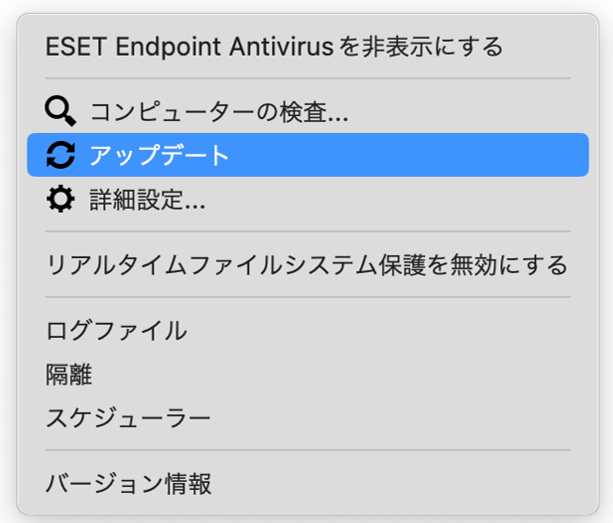 ESET Endpoint Antivirusを非表示にする
コンピューターの検査...
アップデート
詳細設定...
リアルタイムファイルシステム保護を無効にする
ログファイル
隔離
スケジューラー
バージョン情報